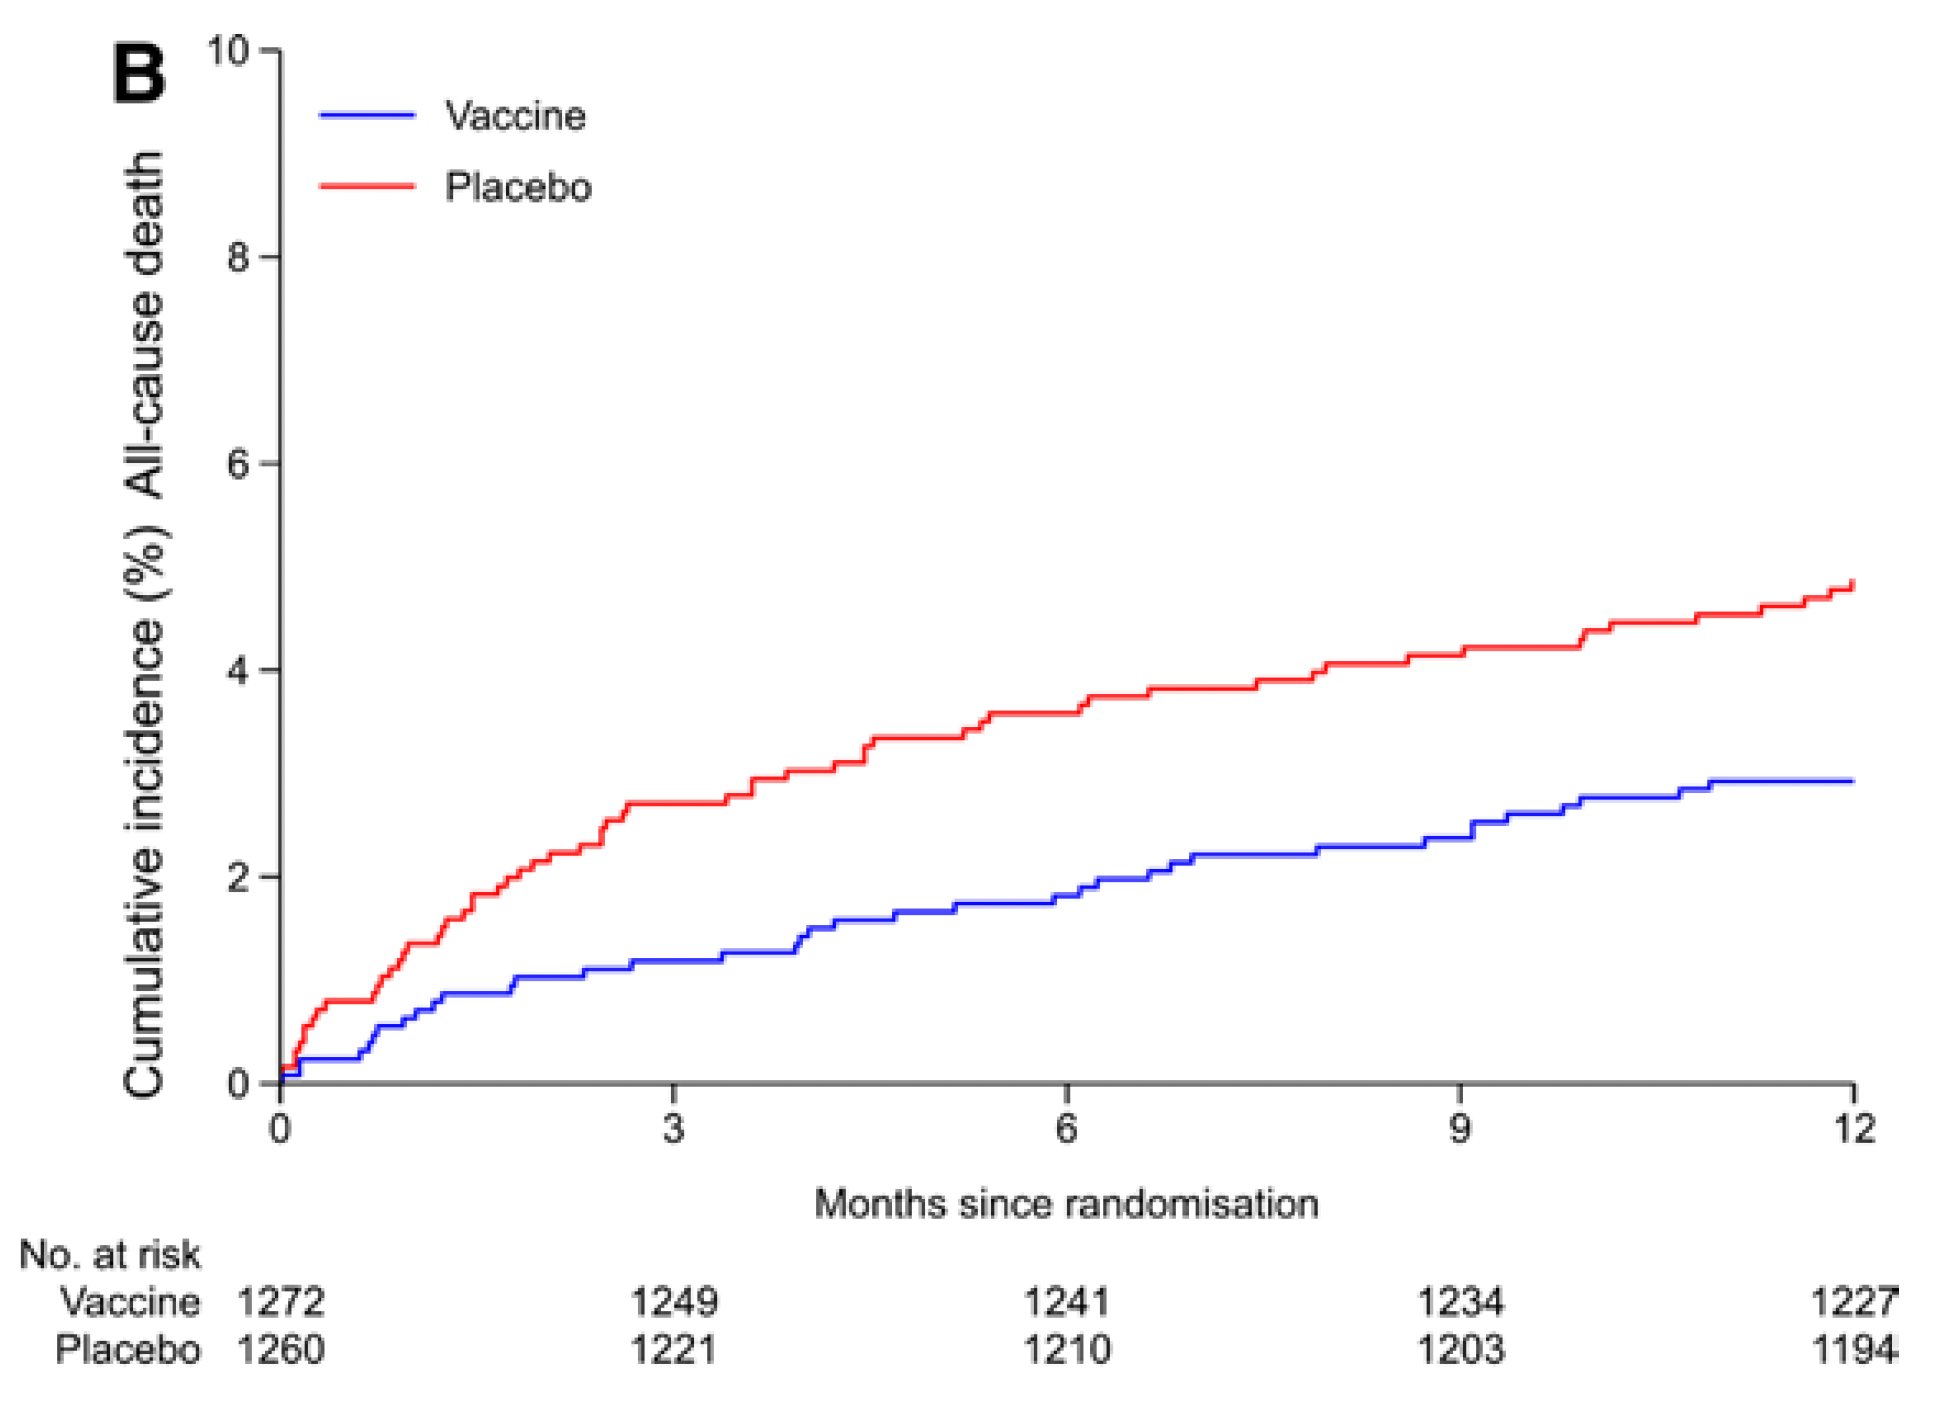 B
Cumulative incidence (%) All-cause death
10
8
6
4
2
0
Vaccine
Placebo
0 3 6 9 12
Months since randomisation
No. at risk
Vaccine 1272 1249 1241 1234 1227
Placebo 1260 1221 1210 1203 1194